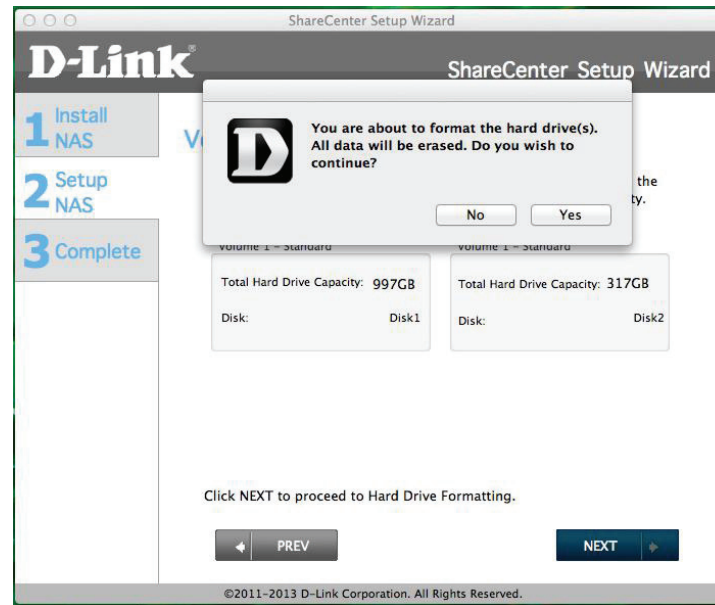 ShareCenter Setup Wizard
D-Link®
ShareCenter Setup Wizard
1 Install NAS
2 Setup NAS
3 Complete
You are about to format the hard drive(s).
All data will be erased. Do you wish to
continue?
No Yes
the
ty.
Volume 1 – Standard Volume 1 – Standard
Total Hard Drive Capacity: 997GB Total Hard Drive Capacity: 317GB
Disk: Disk1 Disk: Disk2
Click NEXT to proceed to Hard Drive Formatting.
PREV NEXT
©2011-2013 D-Link Corporation. All Rights Reserved.